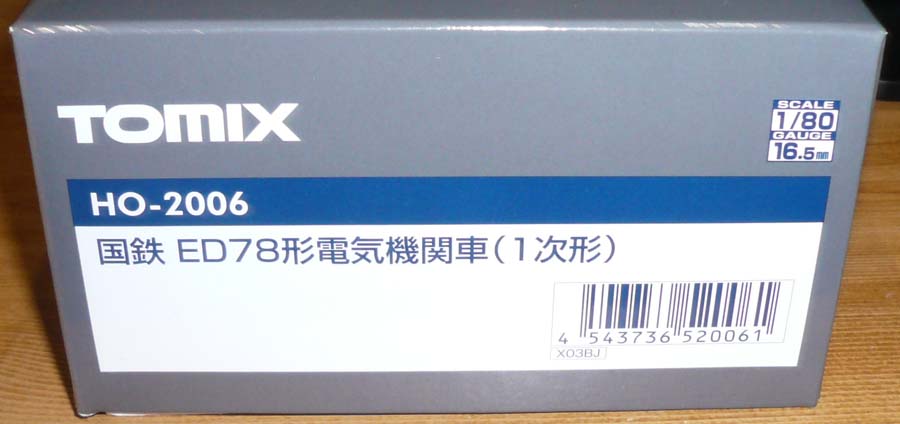 TOMIX
SCALE
1/80
GAUGE
16.5mm
HO-2006
国鉄 ED78形電気機関車(1次形)
4 543736 520061
X03BJ